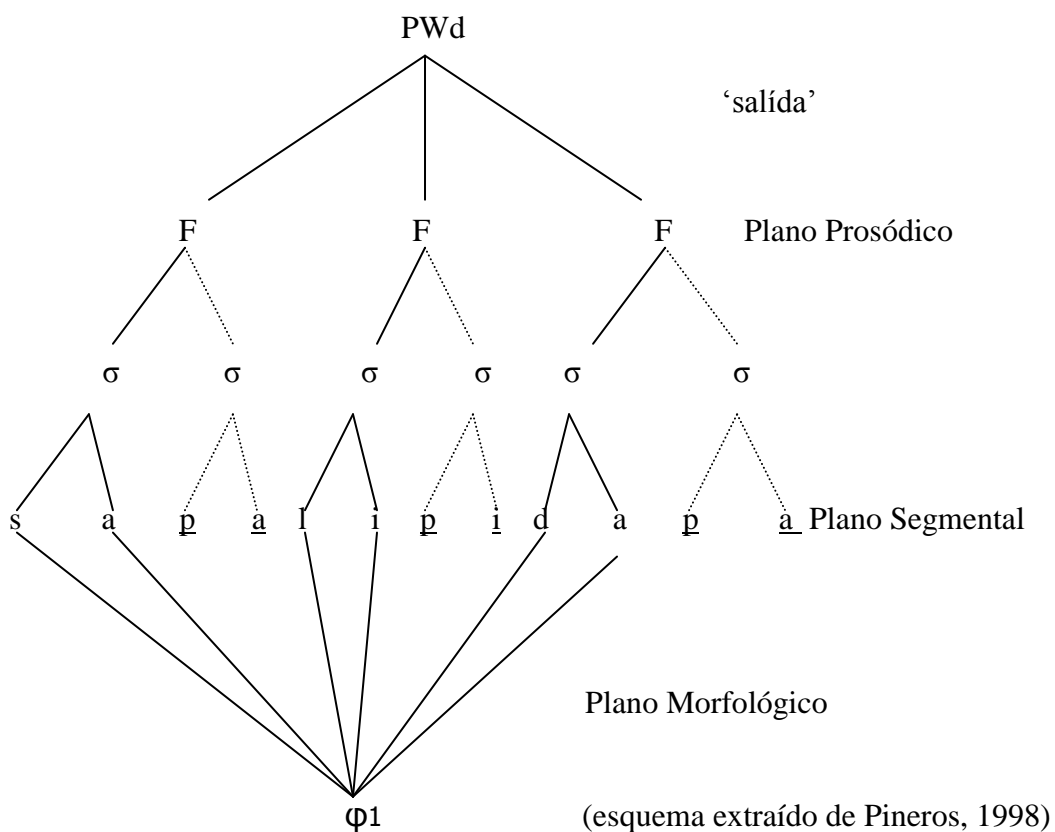 PWd
‘salída’
F F F Plano Prosódico
σ σ σ σ σ σ
s a p a l i p i d a p a Plano Segmental
Plano Morfológico
φ1 (esquema extraído de Pineros, 1998)